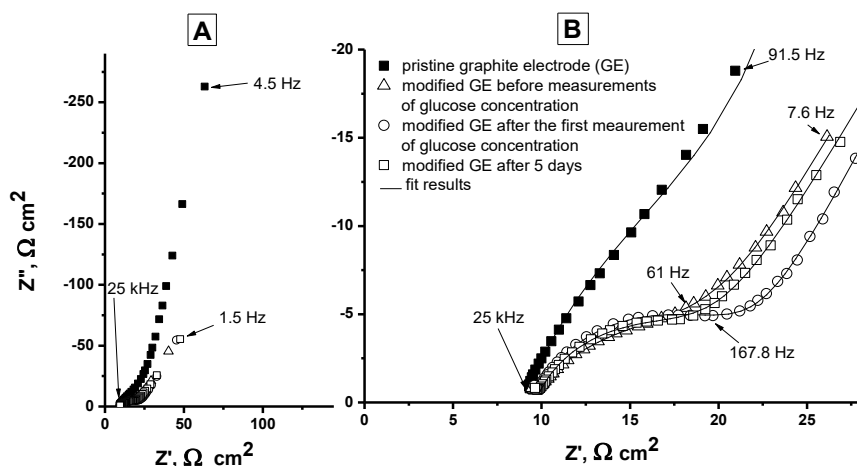 A
-250
-200
-150
-100
-50
0
Z", Ω cm2
4.5 Hz
25 kHz
1.5 Hz
0
50
100
Z', Ω cm2
B
-20
-15
-10
-5
0
Z", Ω cm2
pristine graphite electrode (GE)
modified GE before measurements
of glucose concentration
modified GE after the first meaurement
of glucose concentration
modified GE after 5 days
fit results
91.5 Hz
7.6 Hz
61 Hz
25 kHz
167.8 Hz
0
5
10
15
20
25
Z', Ω cm2